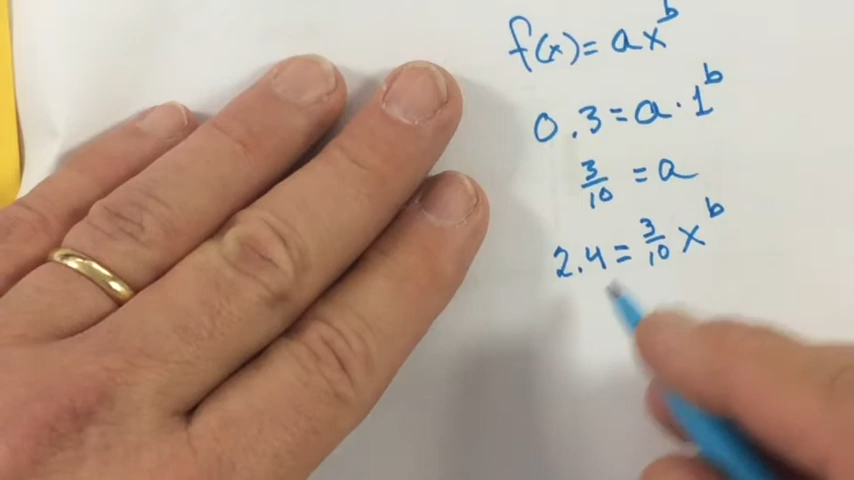 f(x) = ax^b
0.3 = a · 1^b
3/10 = a
2.4 = 3/10 x^b